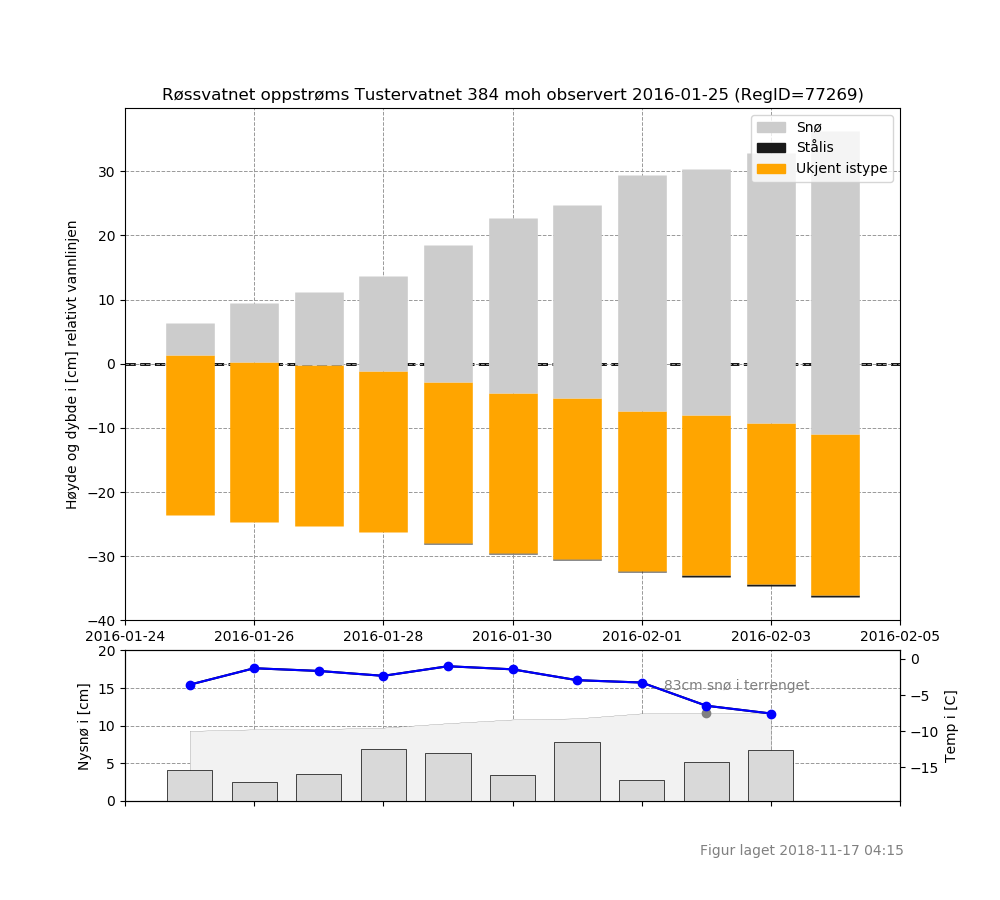 Røssvatnet oppstrøms Tustervatnet 384 moh observert 2016-01-25 (RegID=77269)
Snø
Stålis
Ukjent istype
Høyde og dybde i [cm] relativt vannlinjen
30
20
10
0
−10
−20
−30
−40
2016-01-24 2016-01-26 2016-01-28 2016-01-30 2016-02-01 2016-02-03 2016-02-05
Nysnø i [cm]
20
15
10
5
0
83cm snø i terrenget
0
−5
−10
−15
Temp i [C]
Figur laget 2018-11-17 04:15